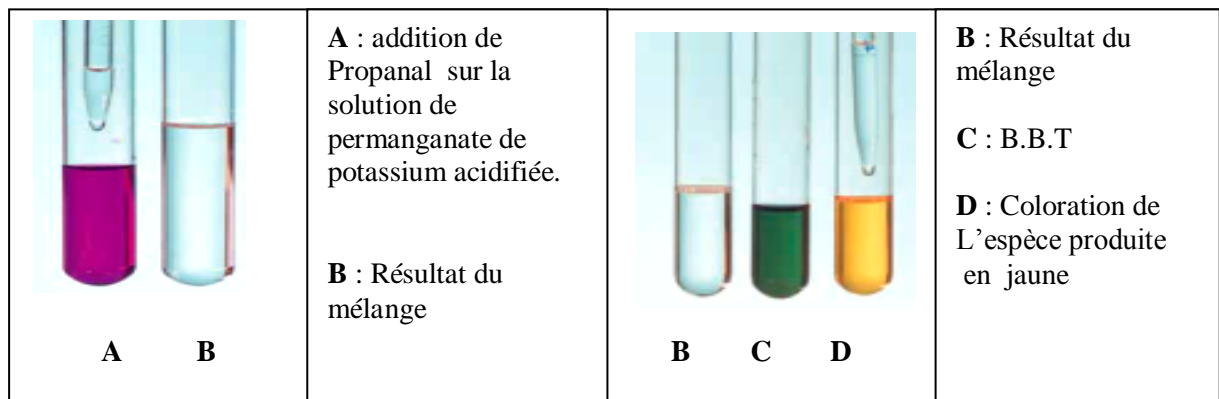 A : addition de
Propanal sur la
solution de
permanganate de
potassium acidifiée.
B : Résultat du
mélange
A B
B : Résultat du
mélange
C : B.B.T
D : Coloration de
L'espèce produite
en jaune
B C D